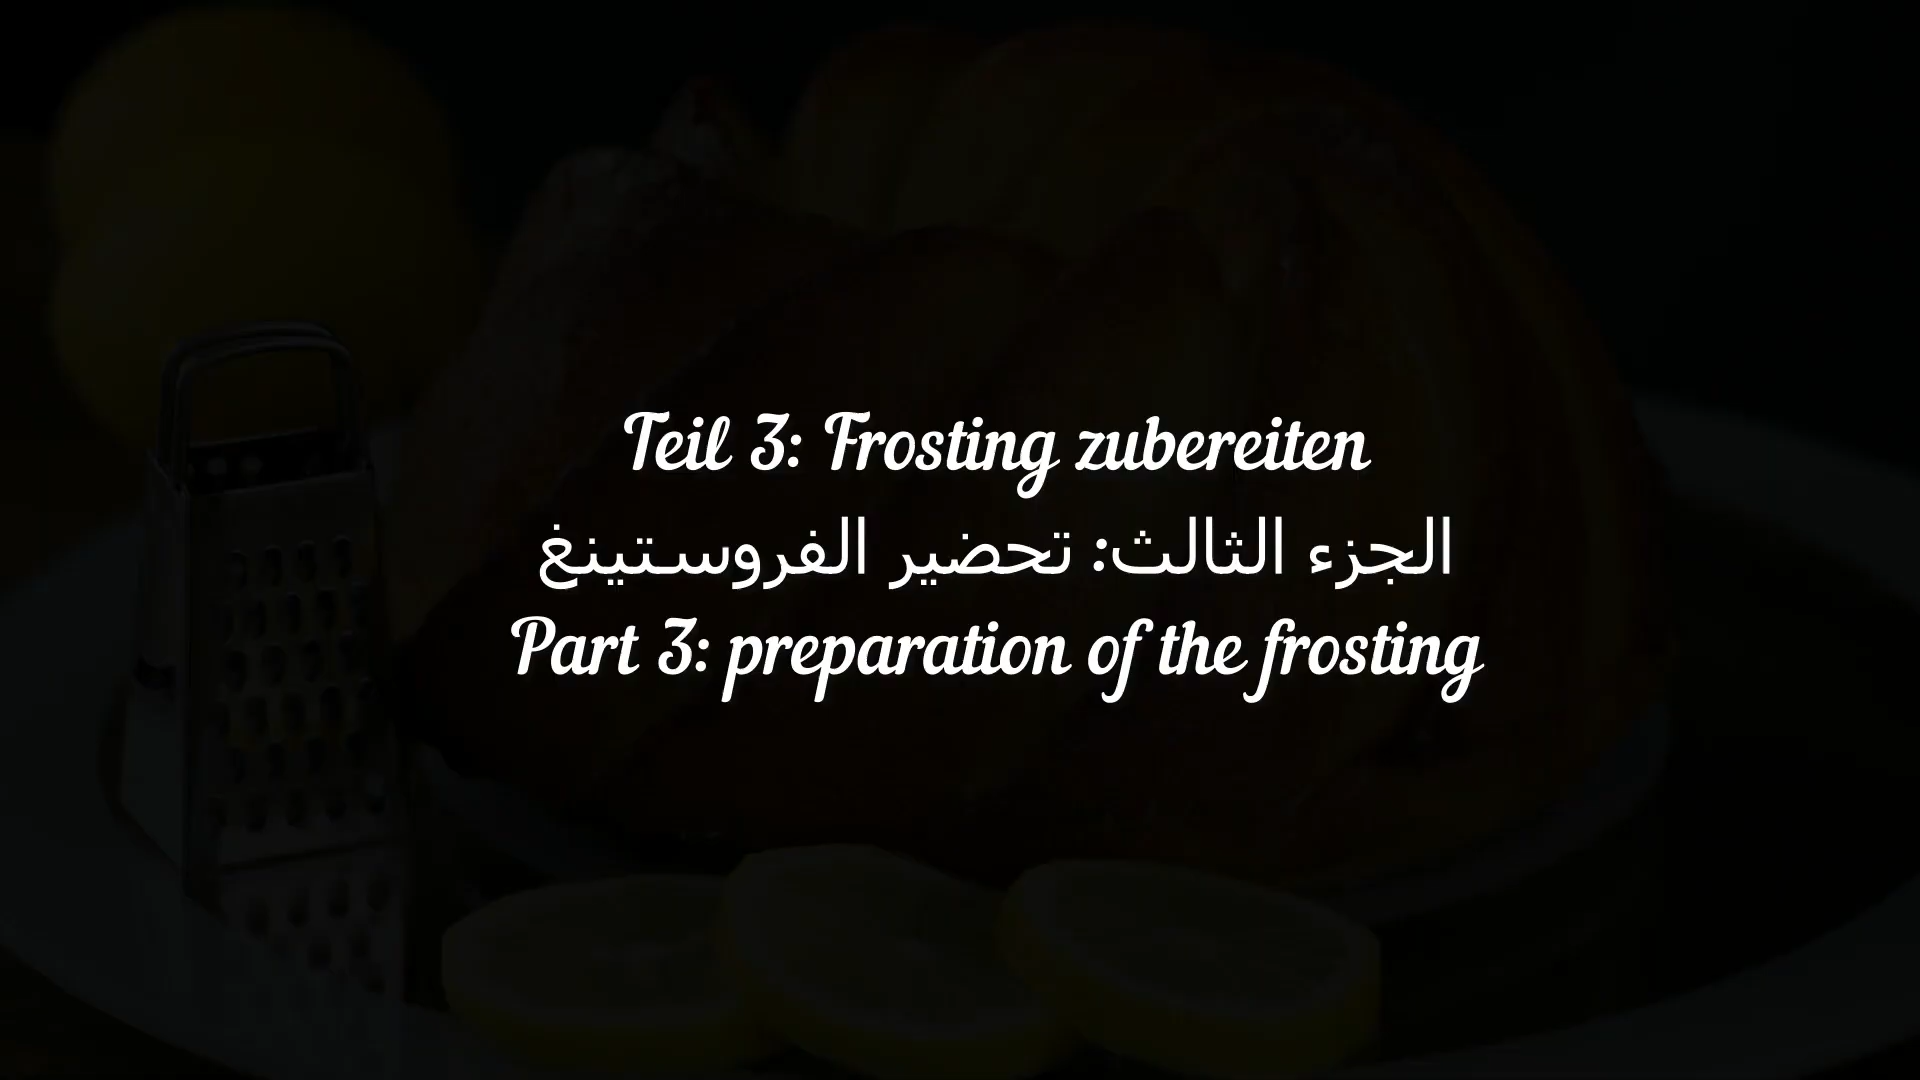 Teil 3: Frosting zubereiten
الجزء الثالث: تحضير الفروستينغ
Part 3: preparation of the frosting